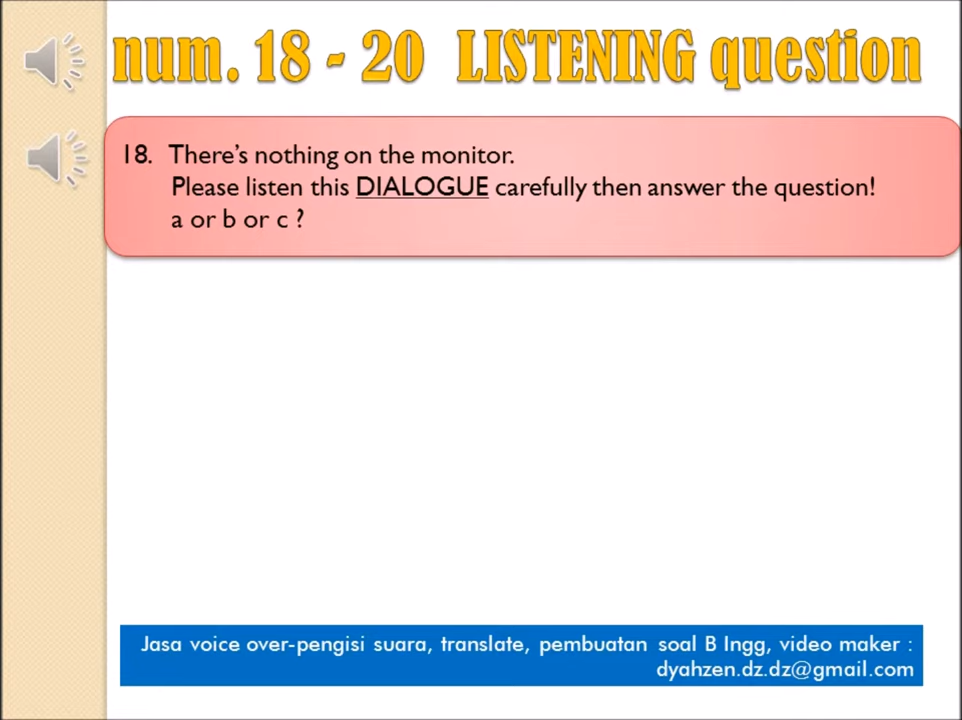 num. 18 - 20 LISTENING question
18. There's nothing on the monitor.
Please listen this DIALOGUE carefully then answer the question!
a or b or c ?
Jasa voice over-pengisi suara, translate, pembuatan soal B Ingg, video maker :
dyahzen.dz.dz@gmail.com